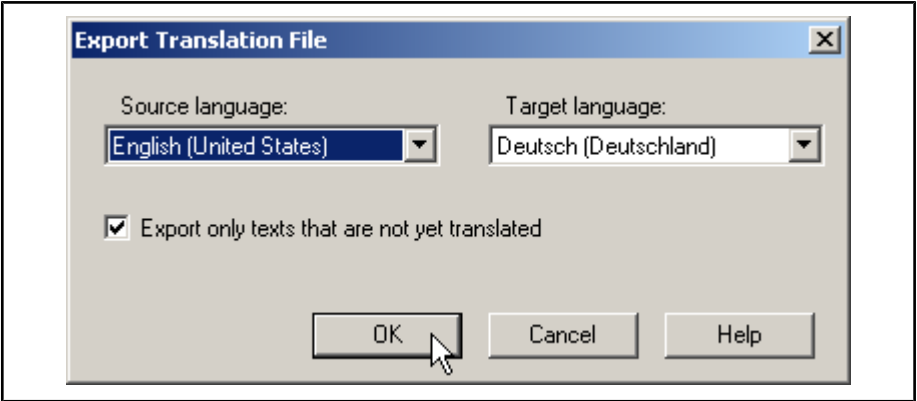 Export Translation File
Source language: Target language:
English (United States) Deutsch (Deutschland)
Export only texts that are not yet translated
OK Cancel Help